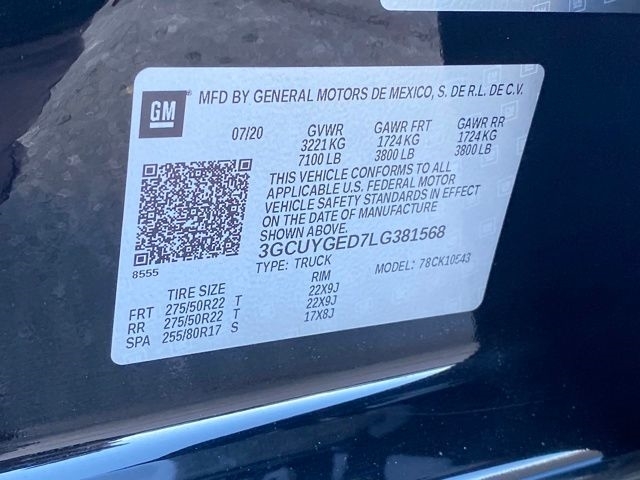 GM
MFD BY GENERAL MOTORS DE MEXICO, S. DE R.L. DE C.V.
07/20 GVWR GAWR FRT GAWR RR
3221 KG 1724 KG 1724 KG
7100 LB 3800 LB 3800 LB
THIS VEHICLE CONFORMS TO ALL
APPLICABLE U.S. FEDERAL MOTOR
VEHICLE SAFETY STANDARDS IN EFFECT
ON THE DATE OF MANUFACTURE
SHOWN ABOVE.
3GCUYGED7LG381568
8555 TYPE: TRUCK MODEL: 78CK10543
TIRE SIZE RIM
FRT 275/50R22 T 22X9J
RR 275/50R22 T 22X9J
SPA 255/80R17 S 17X8J